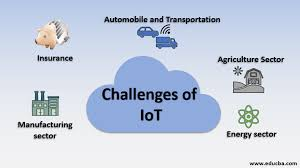 Automobile and Transportation
Insurance
Agriculture Sector
Challenges of
IoT
Manufacturing
sector
Energy sector
www.educba.com